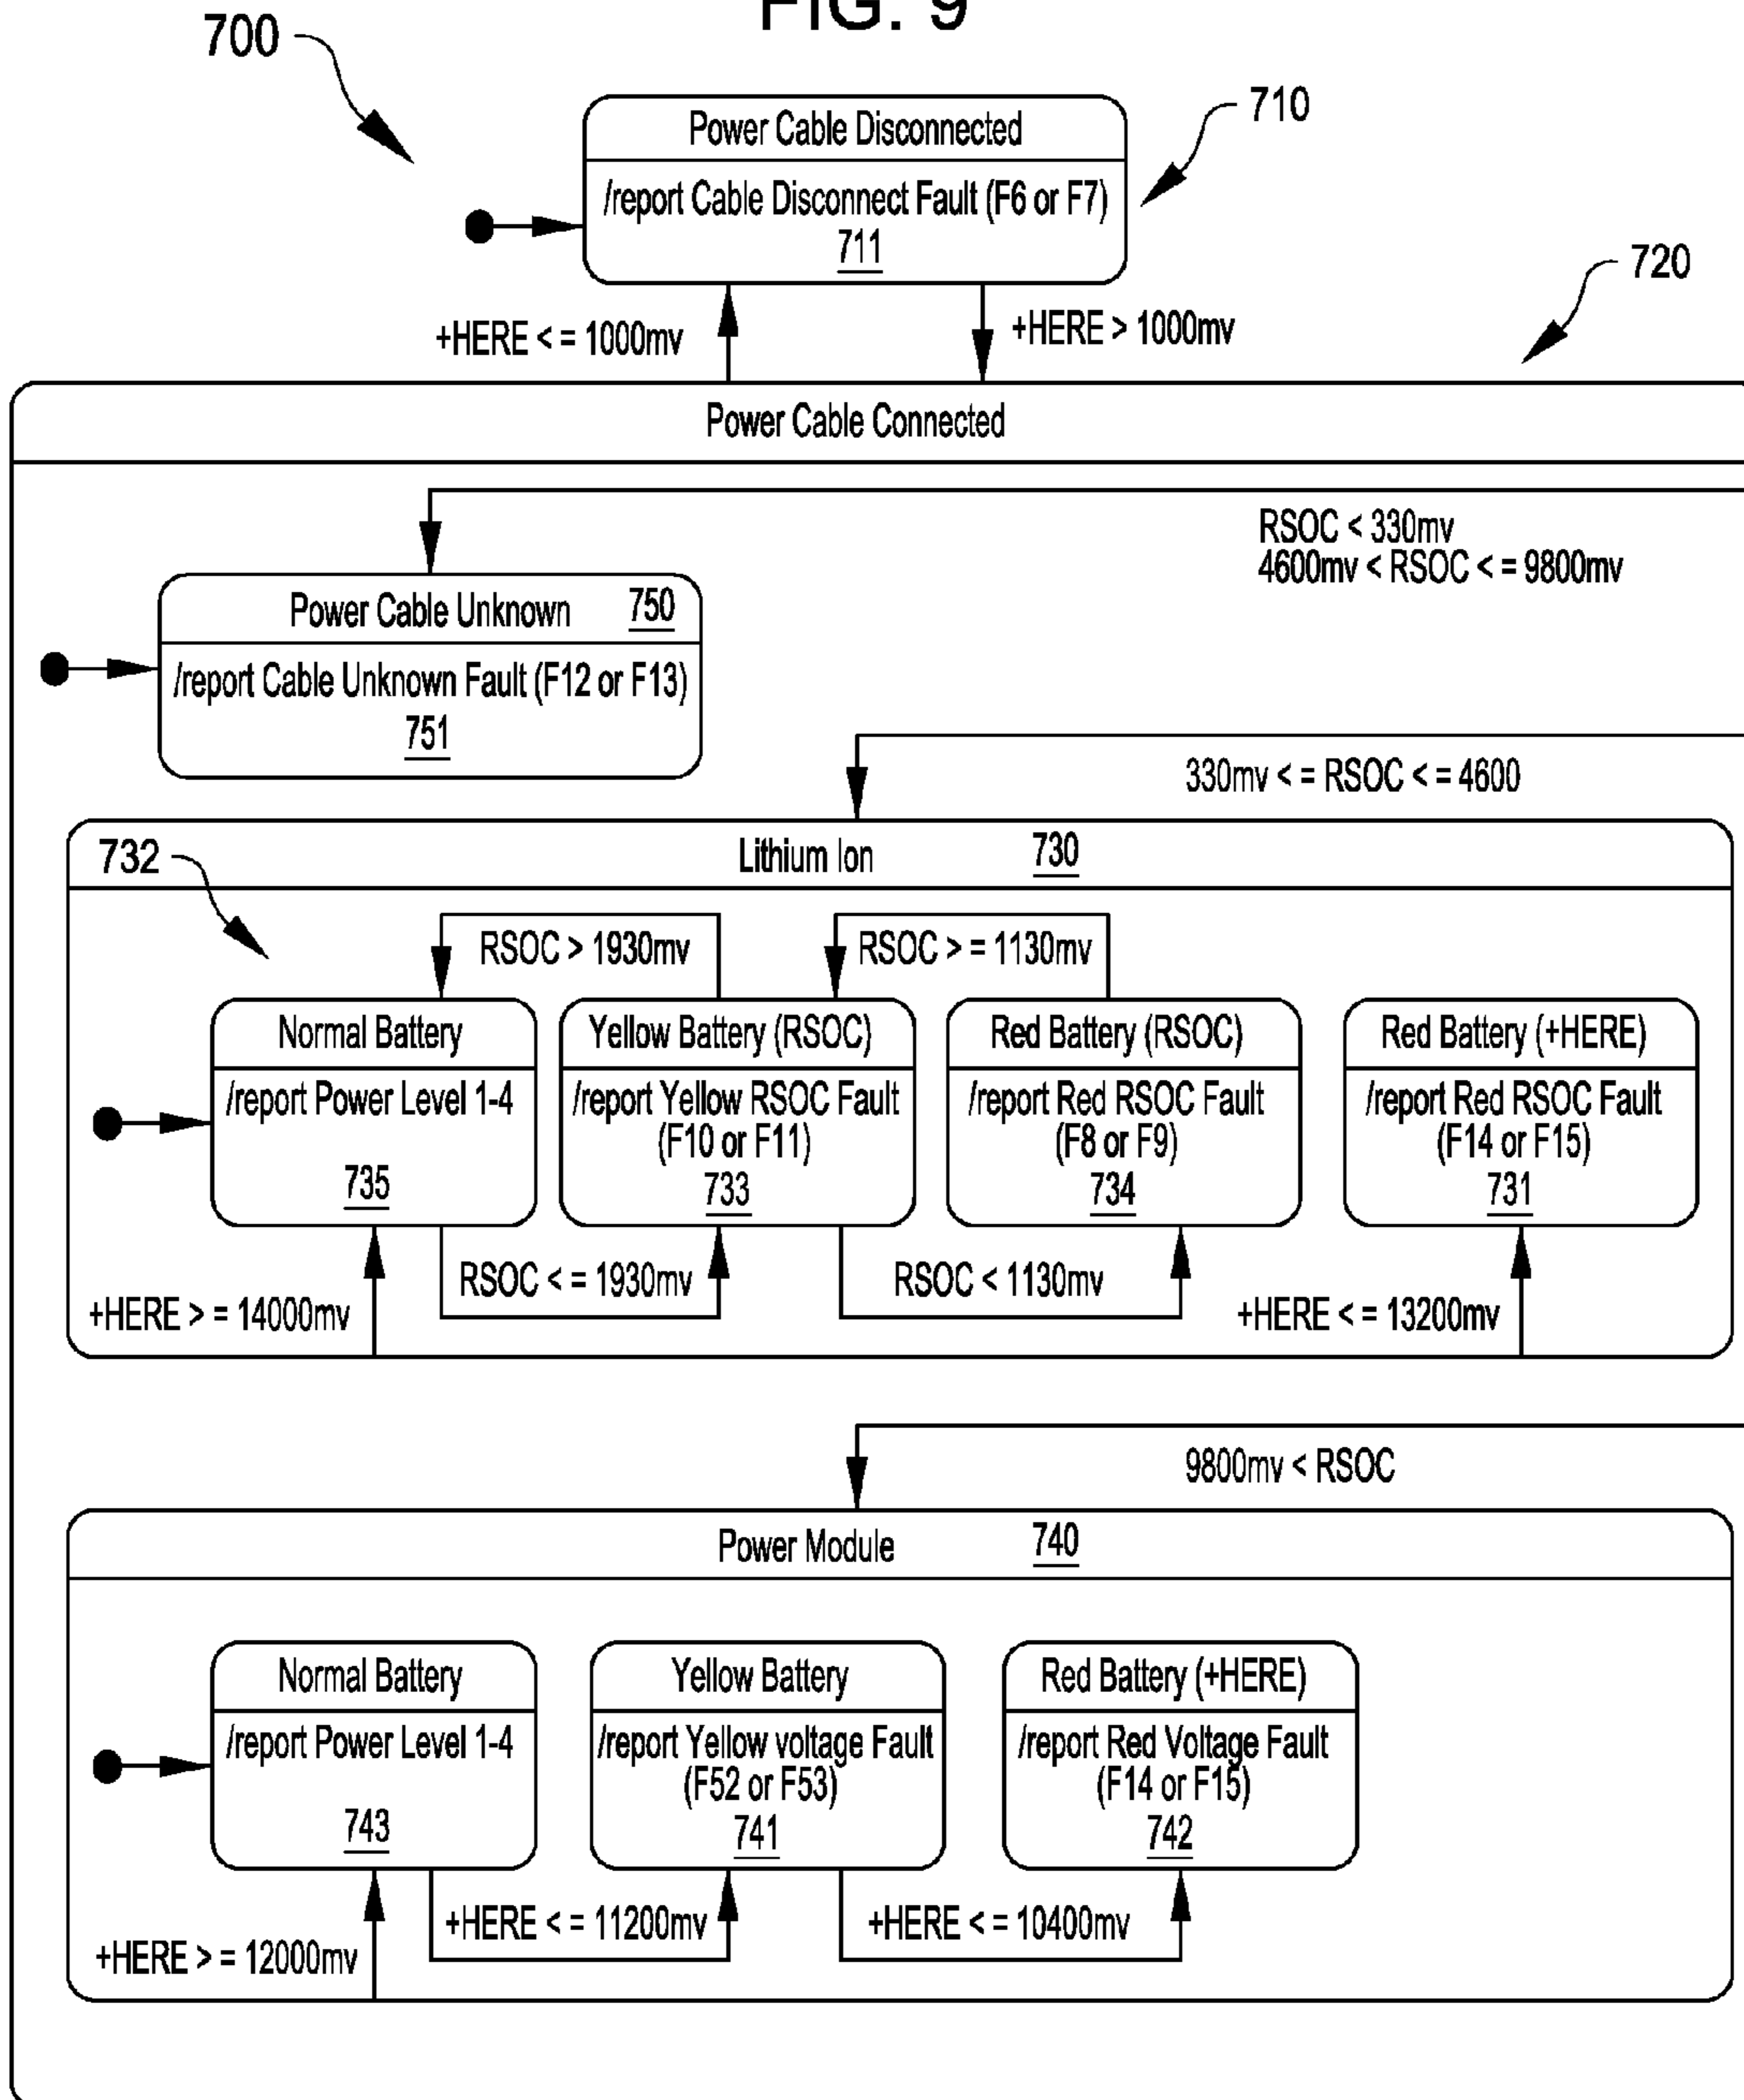 FIG. 9
700
710
Power Cable Disconnected
/report Cable Disconnect Fault (F6 or F7)
711
720
+HERE < = 1000mv
+HERE > 1000mv
Power Cable Connected
RSOC < 330mv
4600mv < RSOC < = 9800mv
Power Cable Unknown 750
/report Cable Unknown Fault (F12 or F13)
751
330mv < = RSOC < = 4600
732
Lithium Ion 730
RSOC > 1930mv
RSOC > = 1130mv
Normal Battery
/report Power Level 1-4
735
Yellow Battery (RSOC)
/report Yellow RSOC Fault
(F10 or F11)
733
Red Battery (RSOC)
/report Red RSOC Fault
(F8 or F9)
734
Red Battery (+HERE)
/report Red RSOC Fault
(F14 or F15)
731
+HERE > = 14000mv
RSOC < = 1930mv
RSOC < 1130mv
+HERE < = 13200mv
9800mv < RSOC
Power Module 740
Normal Battery
/report Power Level 1-4
743
Yellow Battery
/report Yellow voltage Fault
(F52 or F53)
741
Red Battery (+HERE)
/report Red Voltage Fault
(F14 or F15)
742
+HERE > = 12000mv
+HERE < = 11200mv
+HERE < = 10400mv